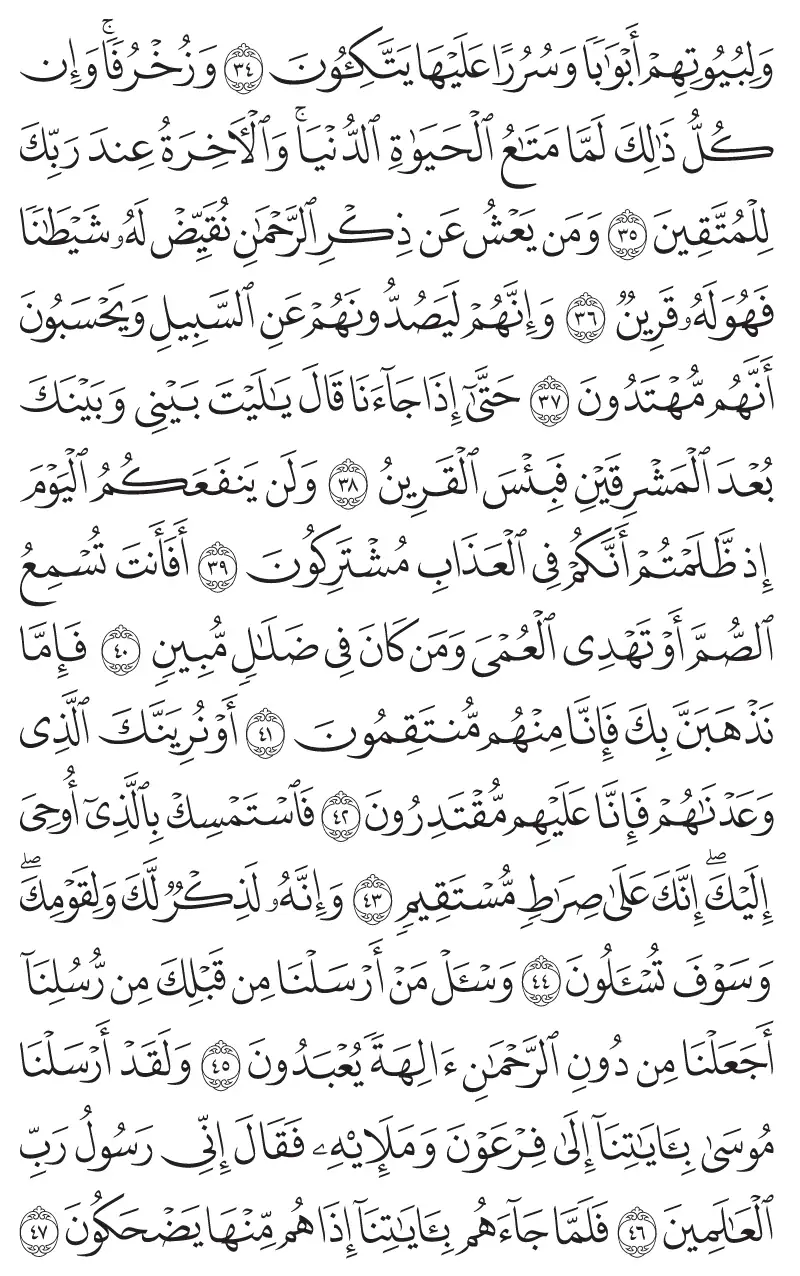 وَلِبُيُوتِهِمْ أَبْوَٰبًا وَسُرُرًا عَلَيْهَا يَتَّكِـُٔونَ ٣٤ وَزُخْرُفًا ۚ وَإِن
كُلُّ ذَٰلِكَ لَمَّا مَتَـٰعُ ٱلْحَيَوٰةِ ٱلدُّنْيَا ۚ وَٱلْـَٔاخِرَةُ عِندَ رَبِّكَ
لِلْمُتَّقِينَ ٣٥ وَمَن يَعْشُ عَن ذِكْرِ ٱلرَّحْمَـٰنِ نُقَيِّضْ لَهُۥ شَيْطَـٰنًا
فَهُوَ لَهُۥ قَرِينٌ ٣٦ وَإِنَّهُمْ لَيَصُدُّونَهُمْ عَنِ ٱلسَّبِيلِ وَيَحْسَبُونَ
أَنَّهُم مُّهْتَدُونَ ٣٧ حَتَّىٰٓ إِذَا جَآءَنَا قَالَ يَـٰلَيْتَ بَيْنِى وَبَيْنَكَ
بُعْدَ ٱلْمَشْرِقَيْنِ فَبِئْسَ ٱلْقَرِينُ ٣٨ وَلَن يَنفَعَكُمُ ٱلْيَوْمَ
إِذ ظَّلَمْتُمْ أَنَّكُمْ فِى ٱلْعَذَابِ مُشْتَرِكُونَ ٣٩ أَفَأَنتَ تُسْمِعُ
ٱلصُّمَّ أَوْ تَهْدِى ٱلْعُمْىَ وَمَن كَانَ فِى ضَلَـٰلٍ مُّبِينٍ ٤٠ فَإِمَّا
نَذْهَبَنَّ بِكَ فَإِنَّا مِنْهُم مُّنتَقِمُونَ ٤١ أَوْ نُرِيَنَّكَ ٱلَّذِى
وَعَدْنَـٰهُمْ فَإِنَّا عَلَيْهِم مُّقْتَدِرُونَ ٤٢ فَٱسْتَمْسِكْ بِٱلَّذِىٓ أُوحِىَ
إِلَيْكَ ۖ إِنَّكَ عَلَىٰ صِرَٰطٍ مُّسْتَقِيمٍ ٤٣ وَإِنَّهُۥ لَذِكْرٌ لَّكَ وَلِقَوْمِكَ ۖ
وَسَوْفَ تُسْـَٔلُونَ ٤٤ وَسْـَٔلْ مَنْ أَرْسَلْنَا مِن قَبْلِكَ مِن رُّسُلِنَآ
أَجَعَلْنَا مِن دُونِ ٱلرَّحْمَـٰنِ ءَالِهَةً يُعْبَدُونَ ٤٥ وَلَقَدْ أَرْسَلْنَا
مُوسَىٰ بِـَٔايَـٰتِنَآ إِلَىٰ فِرْعَوْنَ وَمَلَإِي۟هِۦ فَقَالَ إِنِّى رَسُولُ رَبِّ
ٱلْعَـٰلَمِينَ ٤٦ فَلَمَّا جَآءَهُم بِـَٔايَـٰتِنَآ إِذَا هُم مِّنْهَا يَضْحَكُونَ ٤٧